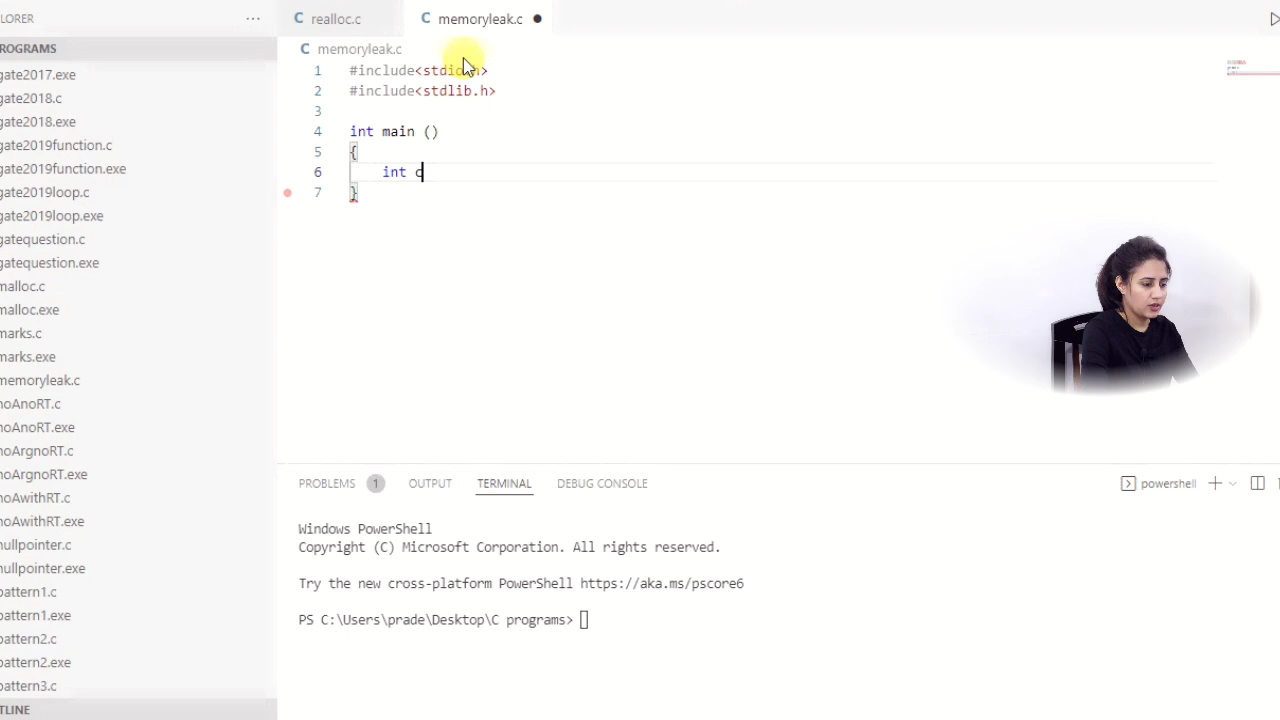 LORER ...
realloc.c
memoryleak.c
ROGRAMS
gate2017.exe
gate2018.c
gate2018.exe
gate2019function.c
gate2019function.exe
gate2019loop.c
gate2019loop.exe
gatequestion.c
gatequestion.exe
malloc.c
malloc.exe
marks.c
marks.exe
memoryleak.c
noAnoRT.c
noAnoRT.exe
noArgnoRT.c
noArgnoRT.exe
noAwithRT.c
noAwithRT.exe
nullpointer.c
nullpointer.exe
pattern1.c
pattern1.exe
pattern2.c
pattern2.exe
pattern3.c
TLINE
C memoryleak.c
1 #include<stdio.h>
2 #include<stdlib.h>
3
4 int main ()
5 {
6 int c
7 }
PROBLEMS 1 OUTPUT TERMINAL DEBUG CONSOLE
powershell
Windows PowerShell
Copyright (C) Microsoft Corporation. All rights reserved.
Try the new cross-platform PowerShell https://aka.ms/pscore6
PS C:\Users\prade\Desktop\C programs>